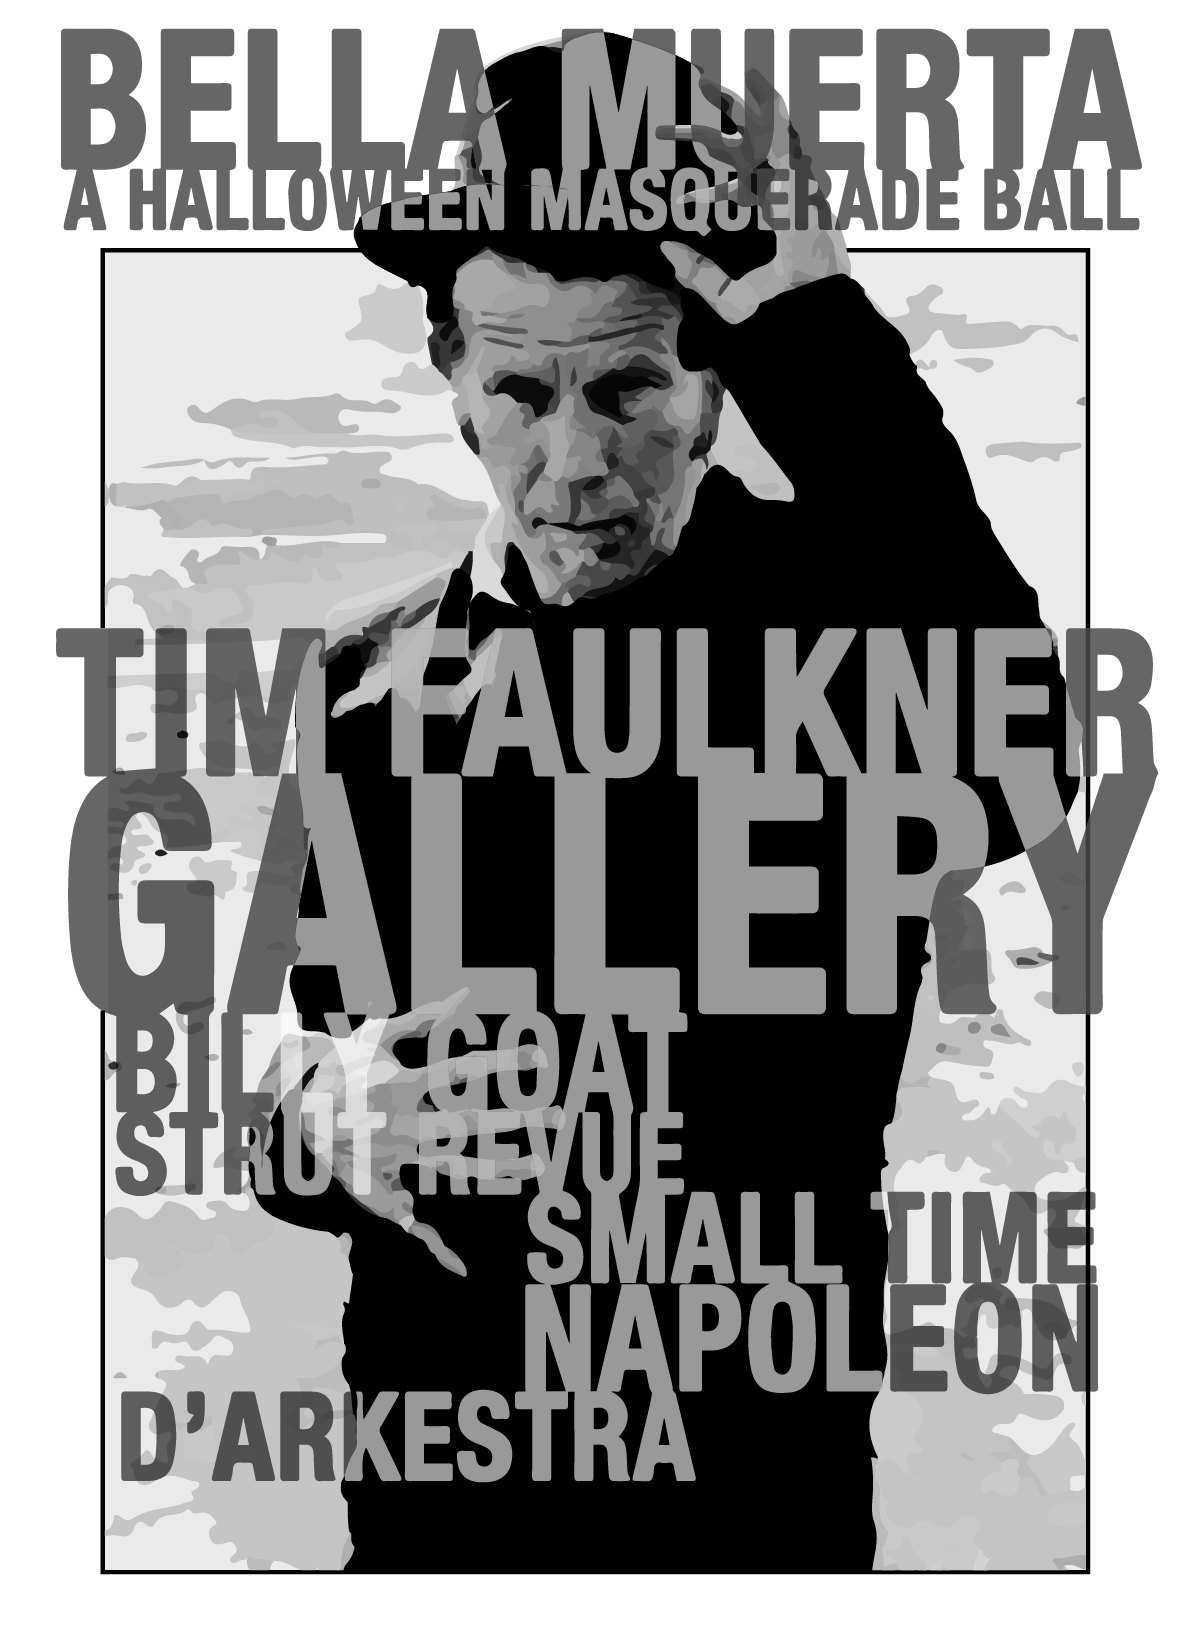 BELLA MUERTA
A HALLOWEEN MASQUERADE BALL
TIM FAULKNER
GALLERY
BILLY GOAT
STRUT REVUE
SMALL TIME
NAPOLEON
D’ARKESTRA